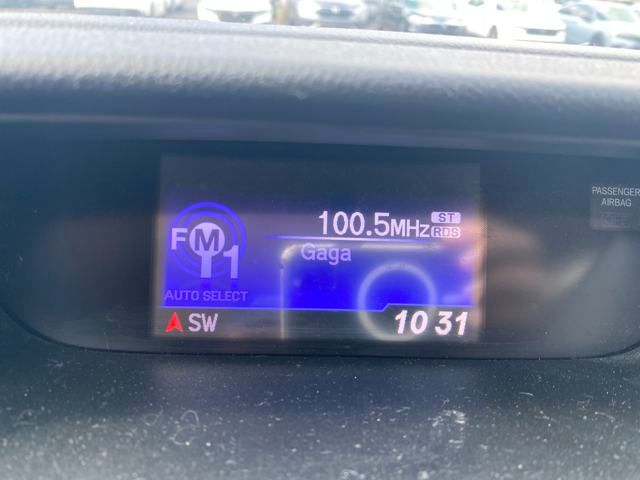 PASSENGER
AIRBAG
FM1
100.5MHz ST
RDS
Gaga
AUTO SELECT
SW
10 31